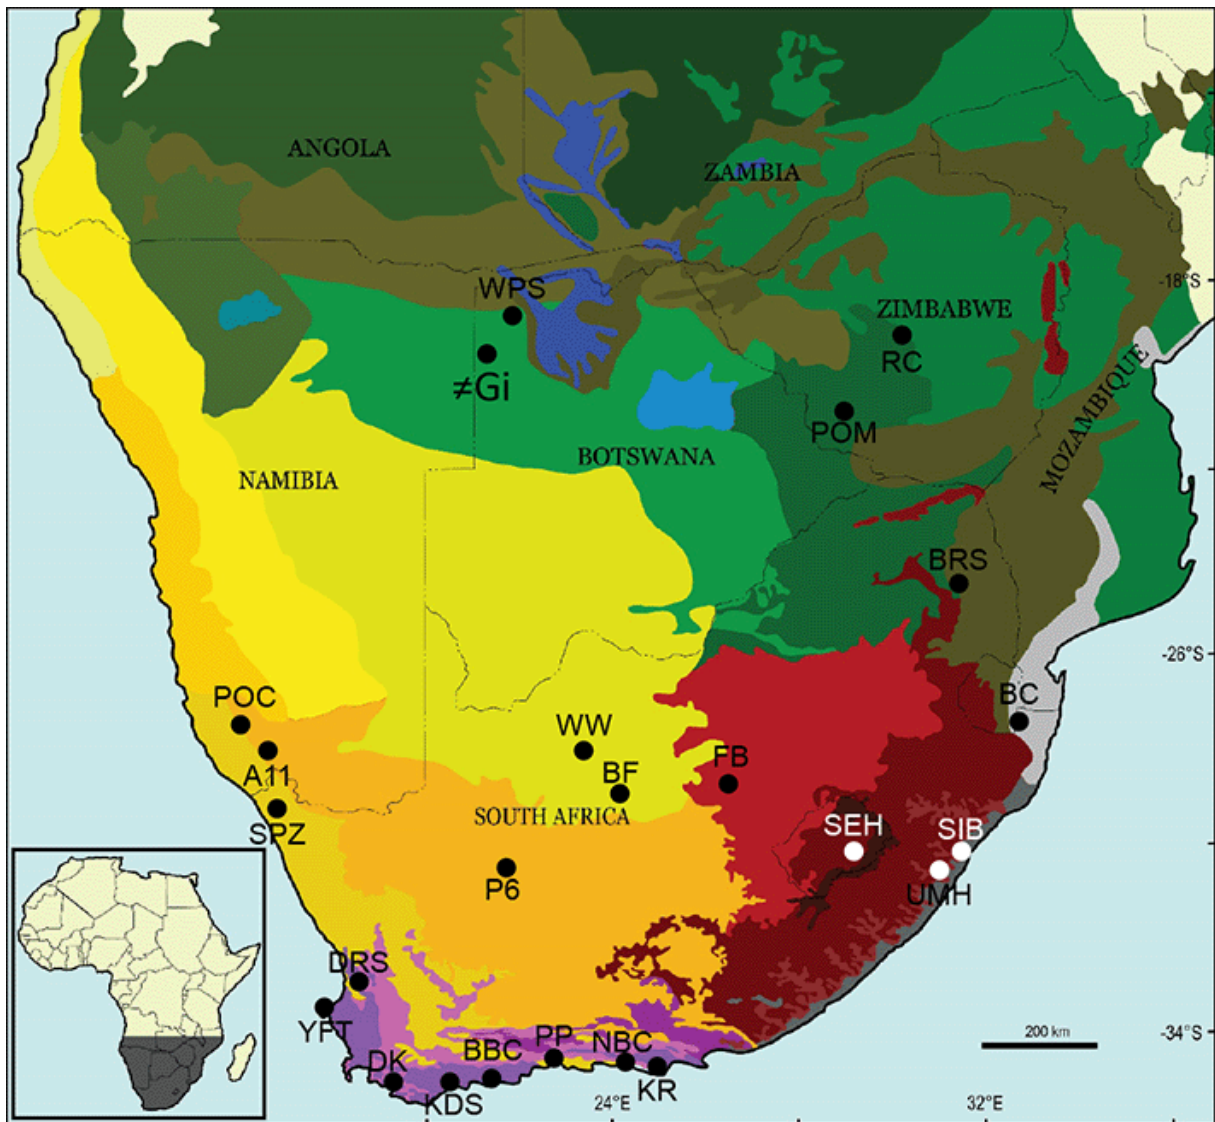 ANGOLA
ZAMBIA
WPS
-18°S
ZIMBABWE
RC
≠Gi
MOZAMBIQUE
POM
BOTSWANA
NAMIBIA
BRS
-26°S
POC
BC
WW
FB
A11
BF
SOUTH AFRICA
SPZ
SEH
SIB
P6
UMH
DRS
YFT
200 km
-34°S
PP
NBC
BBC
DK
KR
KDS
24°E
32°E